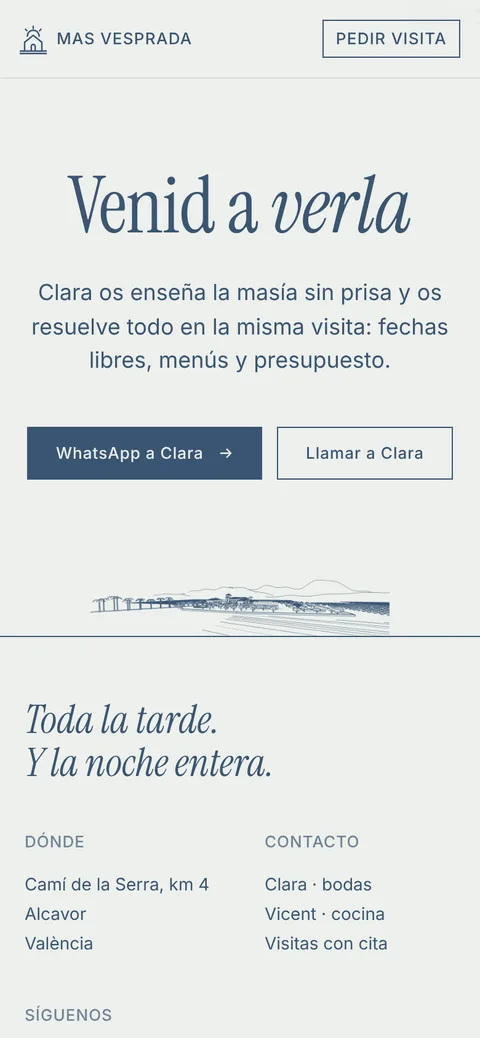 MAS VESPRADA
PEDIR VISITA
Venid a verla
Clara os enseña la masía sin prisa y os
resuelve todo en la misma visita: fechas
libres, menús y presupuesto.
WhatsApp a Clara →
Llamar a Clara
Toda la tarde.
Y la noche entera.
DÓNDE
Camí de la Serra, km 4
Alcavor
València
CONTACTO
Clara · bodas
Vicent · cocina
Visitas con cita
SÍGUENOS